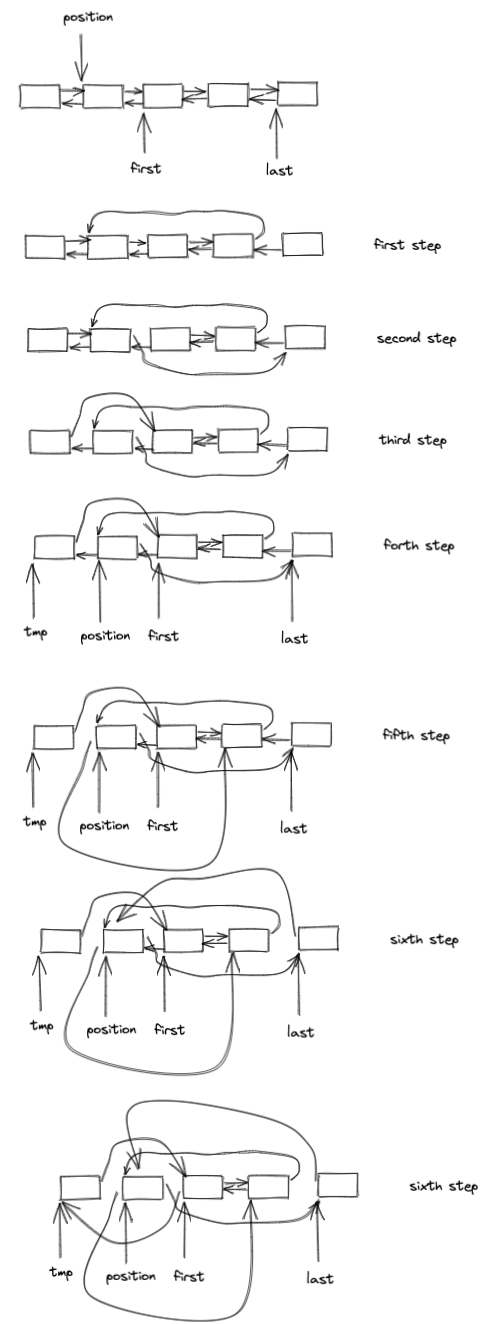 position
first
last
first step
second step
third step
forth step
tmp
position
first
last
fifth step
tmp
position
first
last
sixth step
tmp
position
first
last
sixth step
tmp
position
first
last